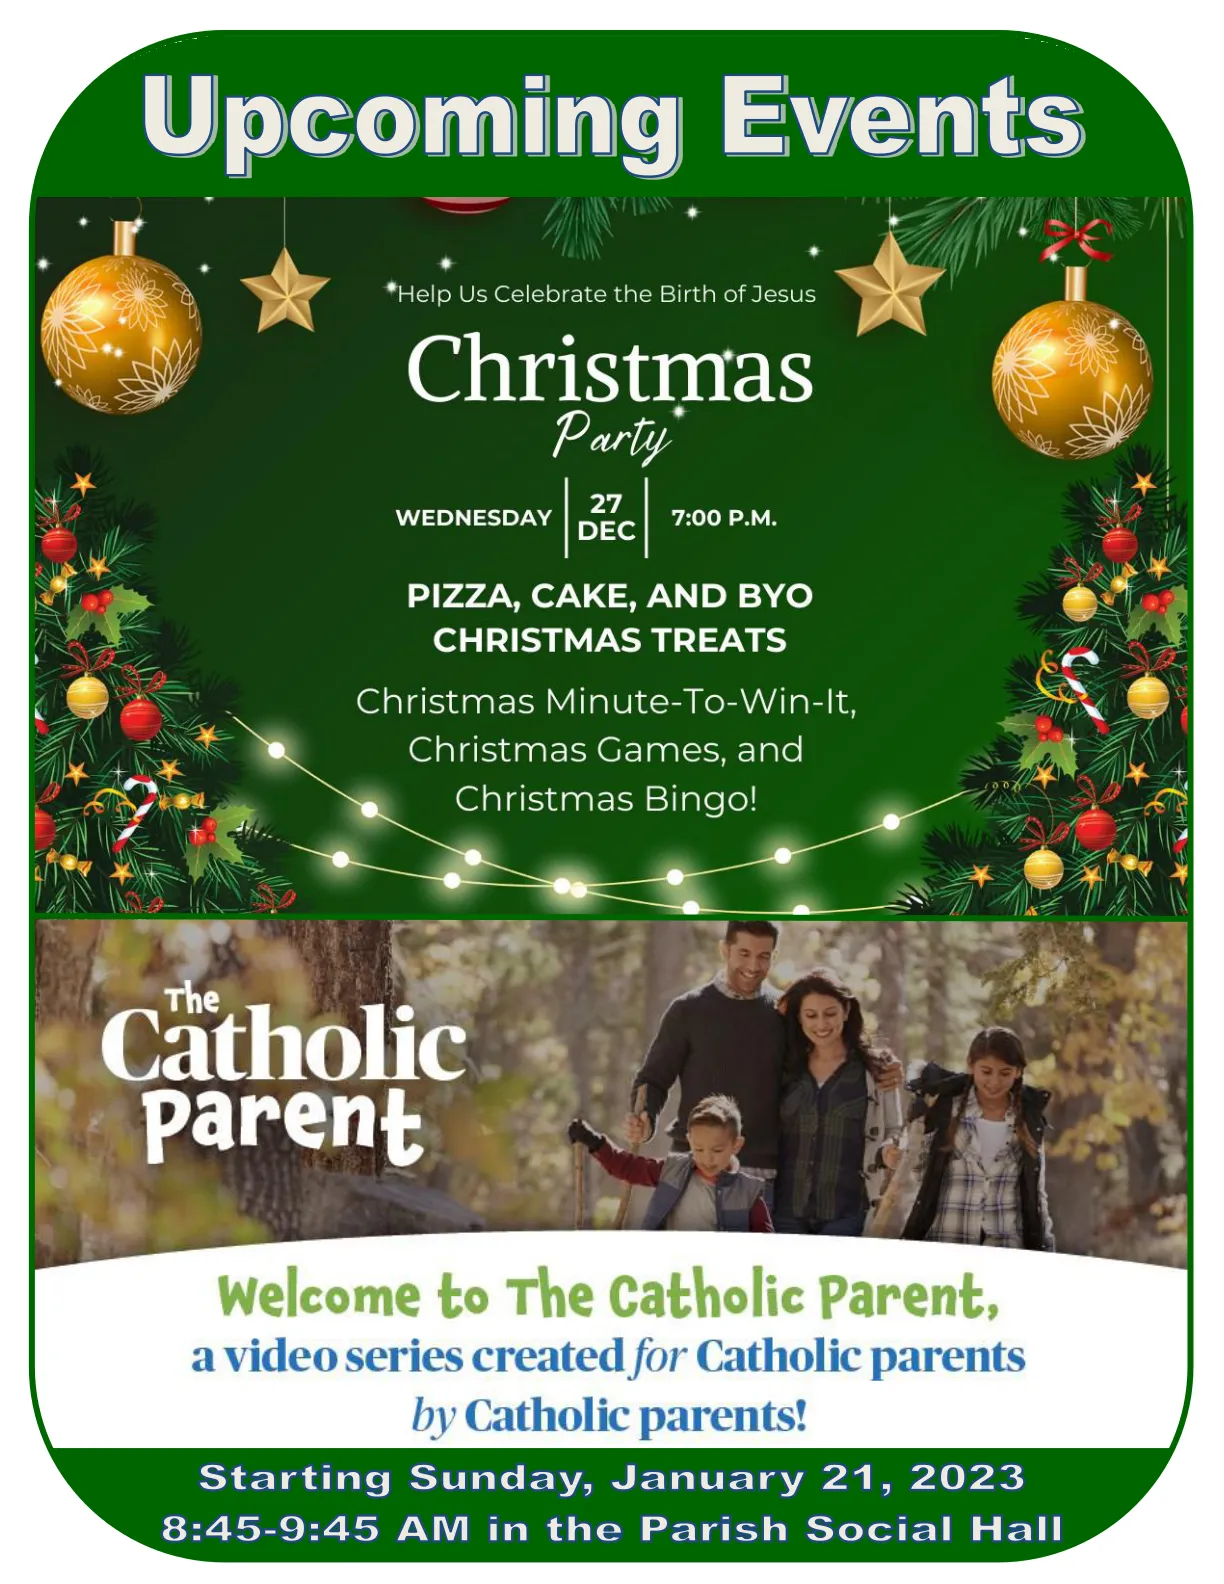 Upcoming Events
Help Us Celebrate the Birth of Jesus
Christmas
Party
WEDNESDAY 27 DEC 7:00 P.M.
PIZZA, CAKE, AND BYO
CHRISTMAS TREATS
Christmas Minute-To-Win-It,
Christmas Games, and
Christmas Bingo!
The
Catholic
Parent
Welcome to The Catholic Parent,
a video series created for Catholic parents
by Catholic parents!
Starting Sunday, January 21, 2023
8:45-9:45 AM in the Parish Social Hall